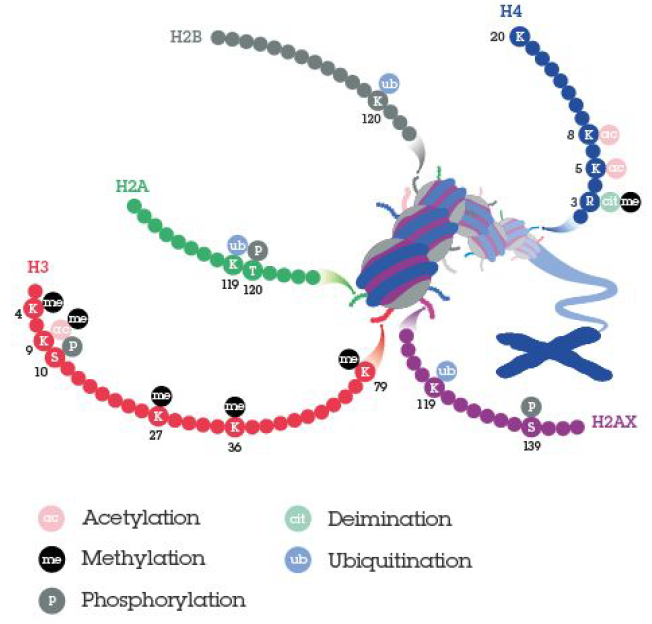 H4
20 K
H2B
ub
K
120
8 K ac
5 K ac
3 R cit me
H2A
ub P
K T
119 120
H3
me
4 K
me
ac
9 K P
10 S
me
K
79
me
K
27
me
K
36
K ub
119
P
S
139
H2AX
ac Acetylation
cit Deimination
me Methylation
ub Ubiquitination
P Phosphorylation